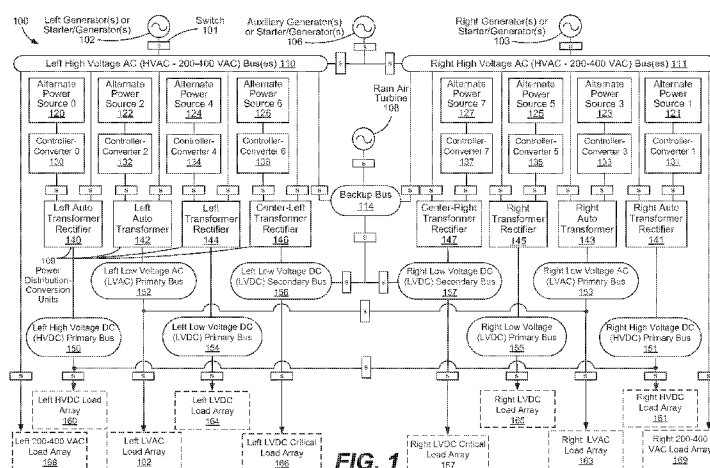 100
Left Generator(s) or
Starter/Generator(s)
102
Switch
101
Auxiliary Generator(s) or
Starter/Generator(s)
106
Right Generator(s) or
Starter/Generator(s)
103
S S S
Left High Voltage AC (HVAC - 200-400 VAC) Bus(es) 110
S S
Right High Voltage AC (HVAC - 200-400 VAC) Bus(es) 111
Alternate Power Source 0 120
Alternate Power Source 2 122
Alternate Power Source 4 124
Alternate Power Source 6 126
Ram Air Turbine 108
Alternate Power Source 7 127
Alternate Power Source 5 125
Alternate Power Source 3 123
Alternate Power Source 1 121
Controller-Converter 0 130
Controller-Converter 2 132
Controller-Converter 4 134
Controller-Converter 6 136
Controller-Converter 7 137
Controller-Converter 5 135
Controller-Converter 3 133
Controller-Converter 1 131
Backup Bus
114
Left Auto Transformer Rectifier 140
Left Auto Transformer 142
Left Transformer Rectifier 144
Center-Left Transformer Rectifier 146
Center-Right Transformer Rectifier 147
Right Transformer Rectifier 145
Right Auto Transformer 143
Right Auto Transformer Rectifier 141
109
Power Distribution-Conversion Units
Left Low Voltage AC (LVAC) Primary Bus 152
Left Low Voltage DC (LVDC) Secondary Bus 156
Right Low Voltage DC (LVDC) Secondary Bus 157
Right Low Voltage AC (LVAC) Primary Bus 153
Left High Voltage DC (HVDC) Primary Bus 150
Left Low Voltage DC (LVDC) Primary Bus 154
Right Low Voltage (LVDC) Primary Bus 155
Right High Voltage DC (HVDC) Primary Bus 151
Left HVDC Load Array 160
Left LVDC Load Array 164
Right LVDC Load Array 165
Right HVDC Load Array 161
Left 200-400 VAC Load Array 168
Left LVAC Load Array 162
Left LVDC Critical Load Array 166
FIG. 1
Right LVDC Critical Load Array 167
Right LVAC Load Array 163
Right 200-400 VAC Load Array 169